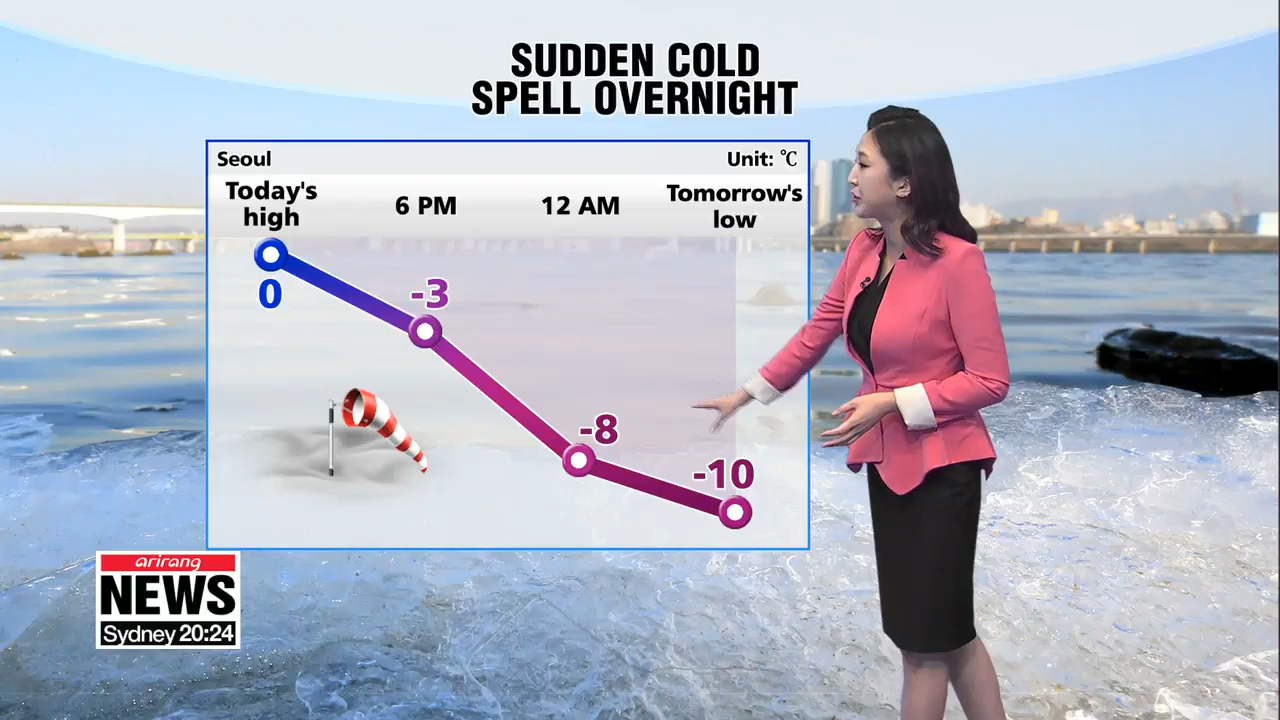 SUDDEN COLD
SPELL OVERNIGHT
Seoul
Unit: ℃
Today's
high
6 PM
12 AM
Tomorrow's
low
0
-3
-8
-10
arirang
NEWS
Sydney 20:24